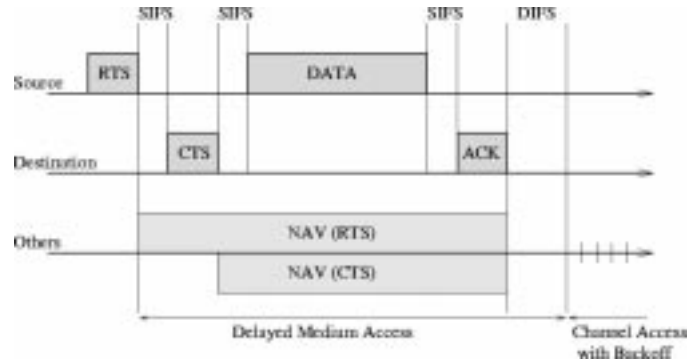 SIFS SIFS SIFS DIFS
RTS DATA
Source
CTS ACK
Destination
NAV (RTS)
Others
NAV (CTS)
Delayed Medium Access Channel Access
with Backoff